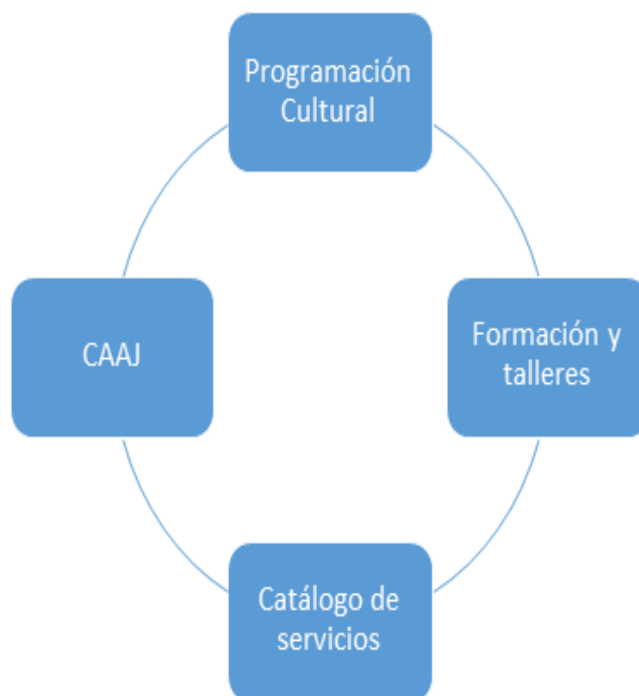 Programación
Cultural
CAAJ
Formación y
talleres
Catálogo de
servicios